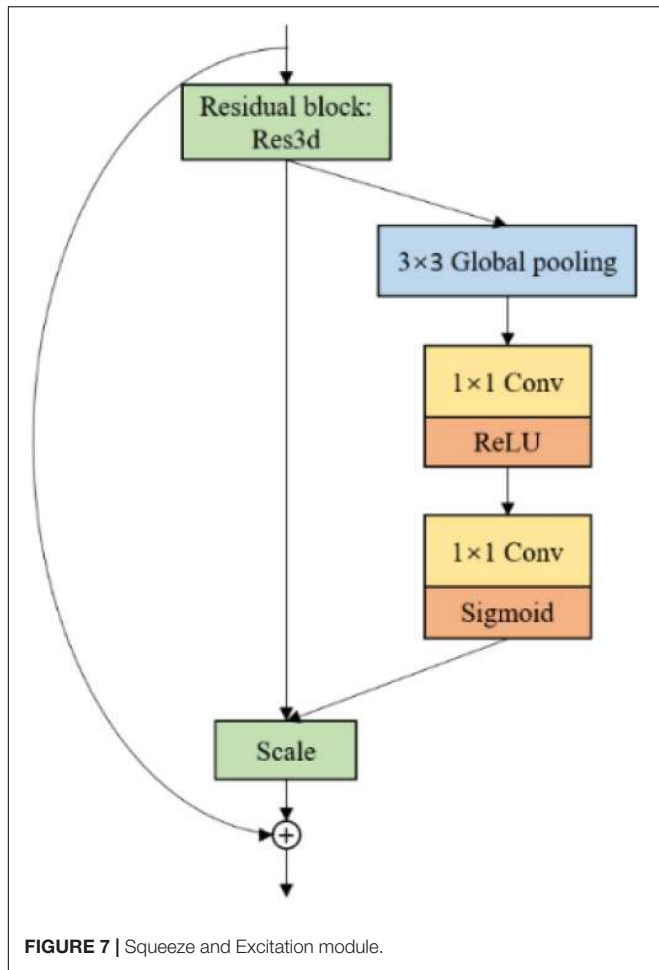 Residual block:
Res3d
3×3 Global pooling
1×1 Conv
ReLU
1×1 Conv
Sigmoid
Scale
+
FIGURE 7 | Squeeze and Excitation module.